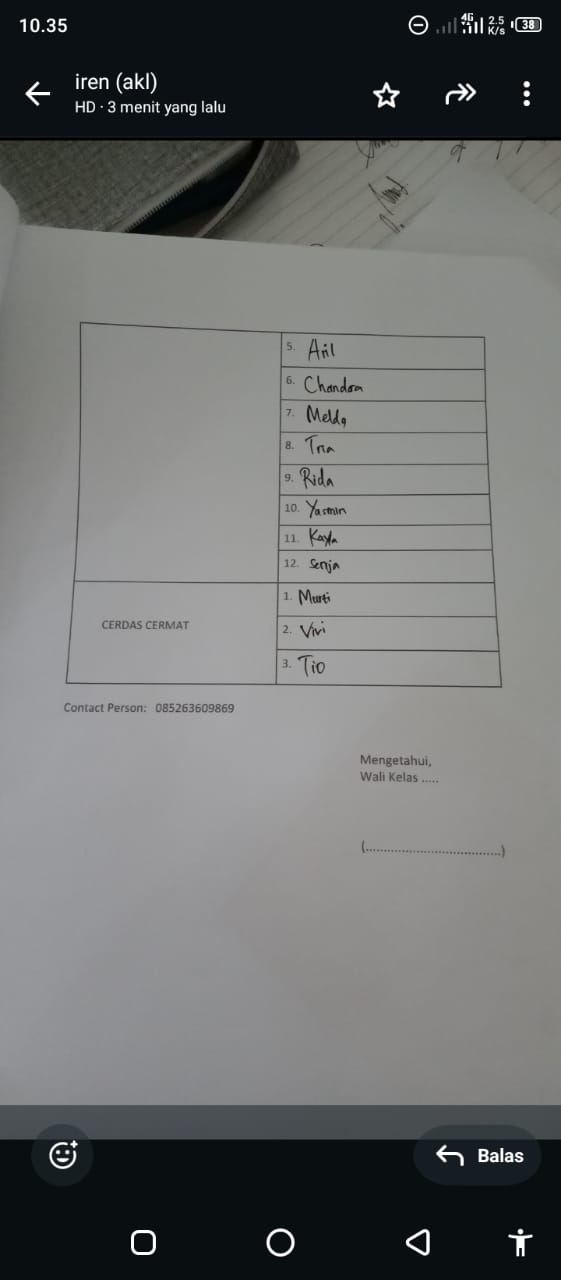 10.35
4G
2.5
K/s
38
iren (akl)
HD · 3 menit yang lalu
5. Aril
6. Chandra
7. Melda
8. Tria
9. Rida
10. Yasmin
11. Kayla
12. Senja
CERDAS CERMAT
1. Murti
2. Vivi
3. Tio
Contact Person: 085263609869
Mengetahui,
Wali Kelas .....
(..................................)
Balas